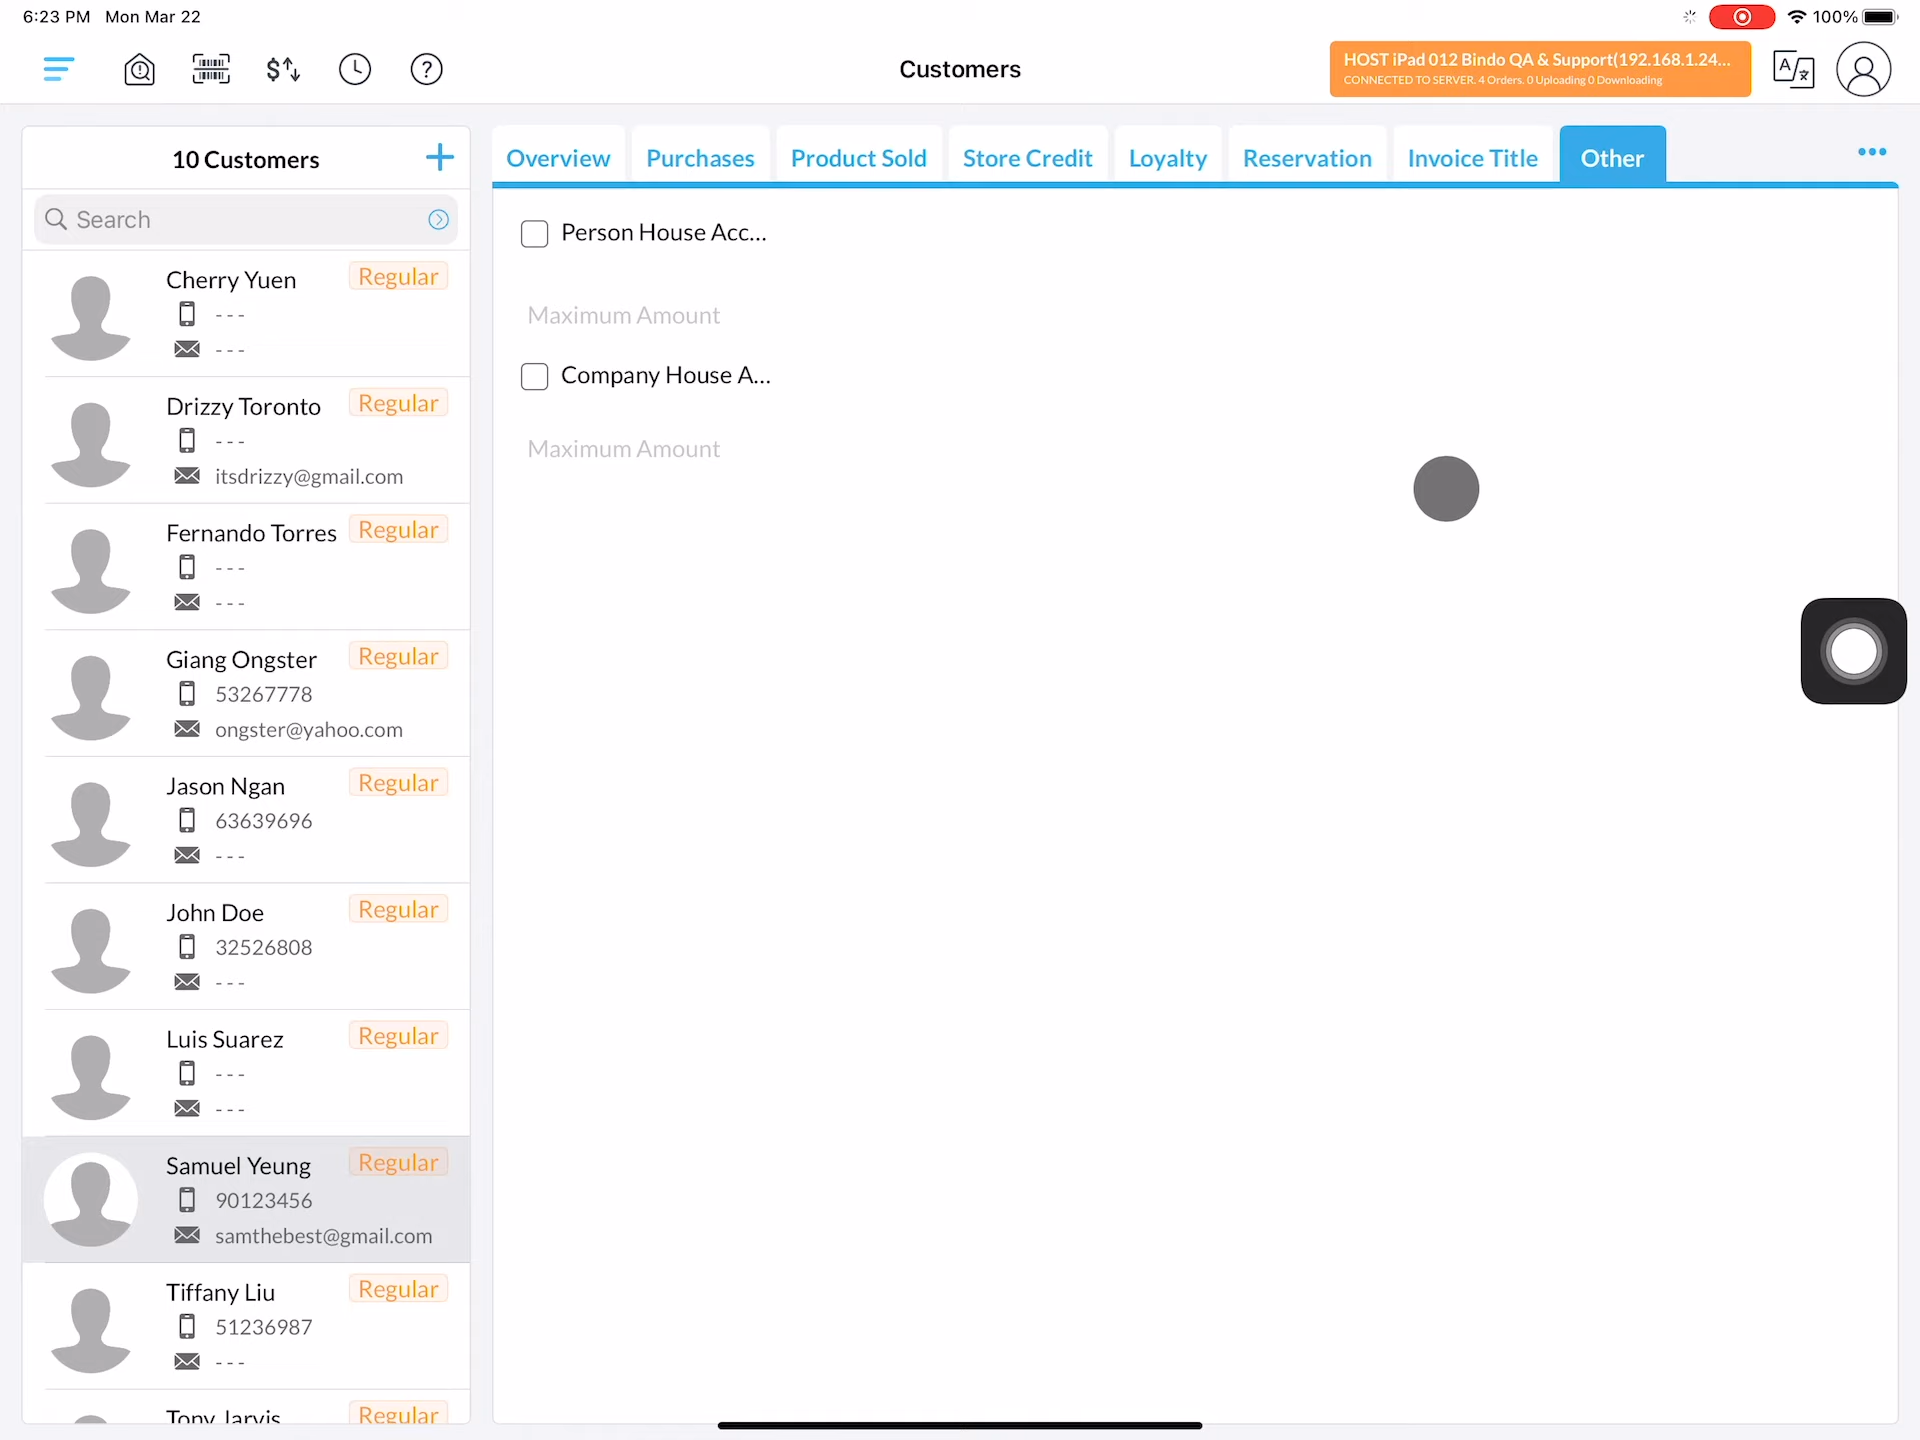 6:23 PM Mon Mar 22
100%
Customers
HOST iPad 012 Bindo QA & Support(192.168.1.24...
CONNECTED TO SERVER. 4 Orders. 0 Uploading 0 Downloading
10 Customers
Search
Cherry Yuen Regular
- - -
- - -
Drizzy Toronto Regular
- - -
itsdrizzy@gmail.com
Fernando Torres Regular
- - -
- - -
Giang Ongster Regular
53267778
ongster@yahoo.com
Jason Ngan Regular
63639696
- - -
John Doe Regular
32526808
- - -
Luis Suarez Regular
- - -
- - -
Samuel Yeung Regular
90123456
samthebest@gmail.com
Tiffany Liu Regular
51236987
- - -
Tony Jarvis Regular
Overview Purchases Product Sold Store Credit Loyalty Reservation Invoice Title Other
Person House Acc...
Maximum Amount
Company House A...
Maximum Amount